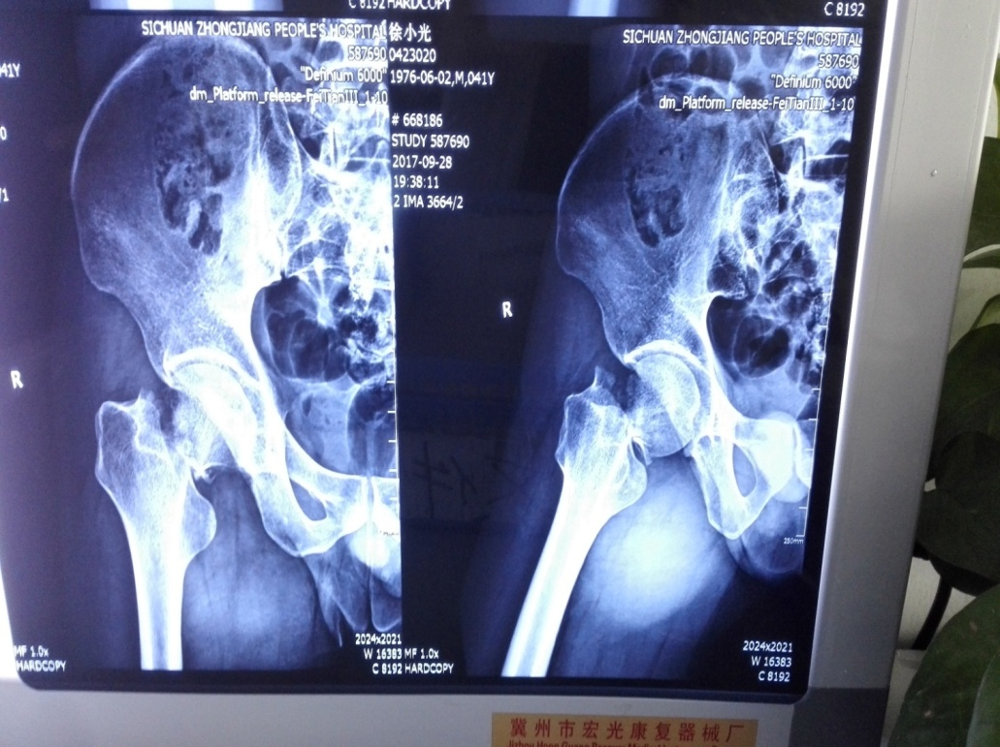 C 8192 HARDCOPY
C 8192
SICHUAN ZHONGJIANG PEOPLE'S HOSPITAL
587690
"Definium 6000"
dm_Platform_release-FeiTianIII_1-10
徐小光
0423020
1976-06-02,M,041Y
# 668186
STUDY 587690
2017-09-28
19:38:11
2 IMA 3664/2
SICHUAN ZHONGJIANG PEOPLE'S HOSPITAL
587690
"Definium 6000"
dm_Platform_release-FeiTianIII_1-10
41Y
0
/1
R
R
250mm
MF 1.0x
HARDCOPY
2024x2021
W 16383
C 8192
MF 1.0x
HARDCOPY
2024x2021
W 16383
C 8192
冀州市宏光康复器械厂